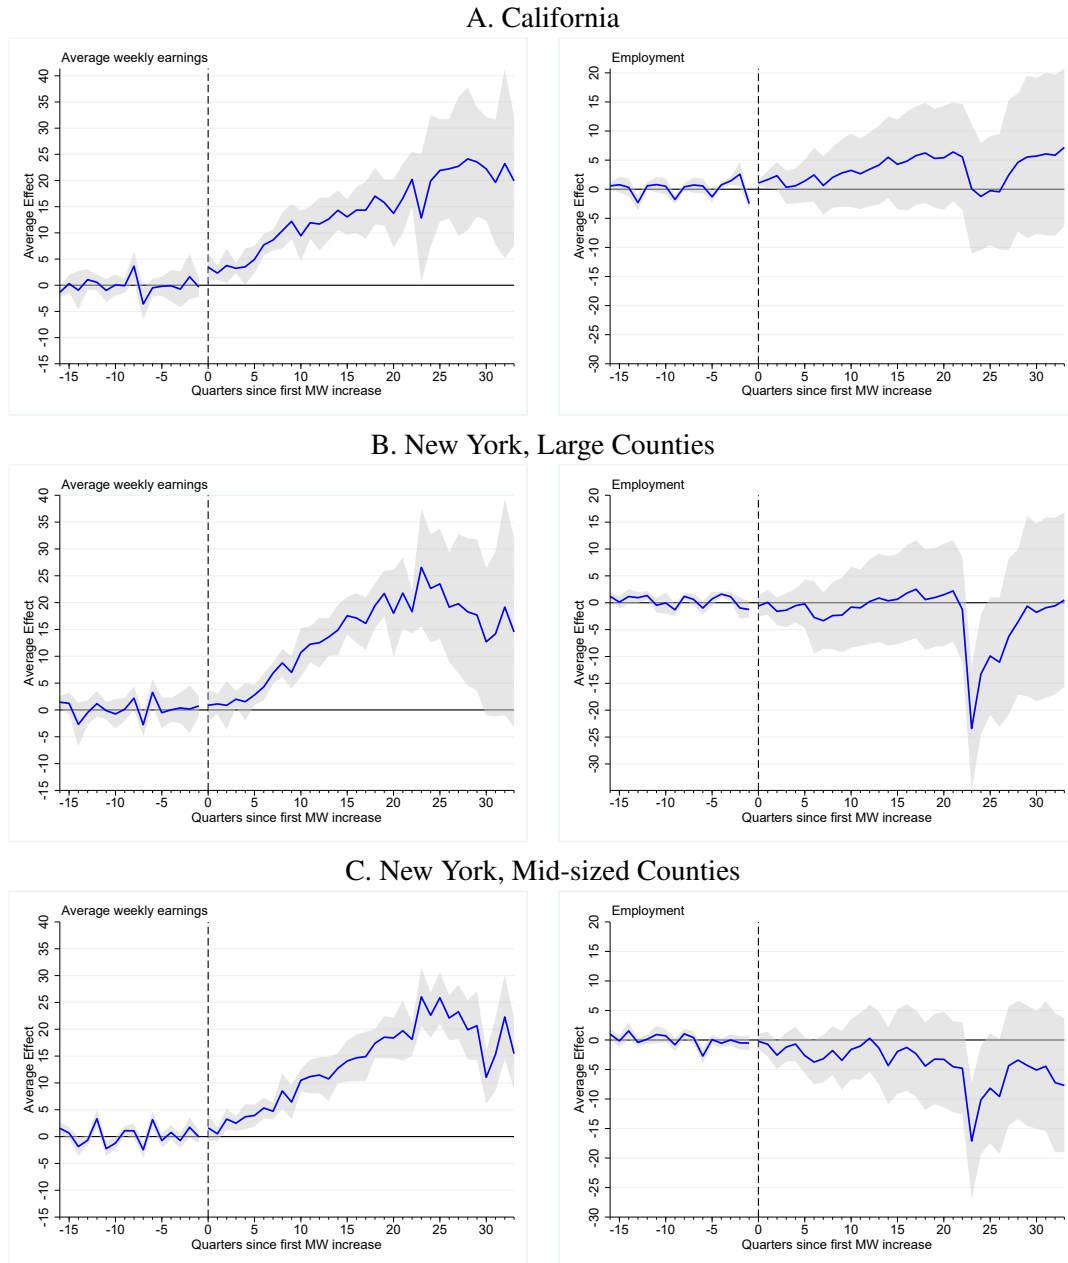 A. California
Average weekly earnings
Average Effect
-15 -10 -5 0 5 10 15 20 25 30 35 40
-15 -10 -5 0 5 10 15 20 25 30
Quarters since first MW increase
Employment
Average Effect
-30 -25 -20 -15 -10 -5 0 5 10 15 20
-15 -10 -5 0 5 10 15 20 25 30
Quarters since first MW increase
B. New York, Large Counties
Average weekly earnings
Average Effect
-15 -10 -5 0 5 10 15 20 25 30 35 40
-15 -10 -5 0 5 10 15 20 25 30
Quarters since first MW increase
Employment
Average Effect
-30 -25 -20 -15 -10 -5 0 5 10 15 20
-15 -10 -5 0 5 10 15 20 25 30
Quarters since first MW increase
C. New York, Mid-sized Counties
Average weekly earnings
Average Effect
-15 -10 -5 0 5 10 15 20 25 30 35 40
-15 -10 -5 0 5 10 15 20 25 30
Quarters since first MW increase
Employment
Average Effect
-30 -25 -20 -15 -10 -5 0 5 10 15 20
-15 -10 -5 0 5 10 15 20 25 30
Quarters since first MW increase